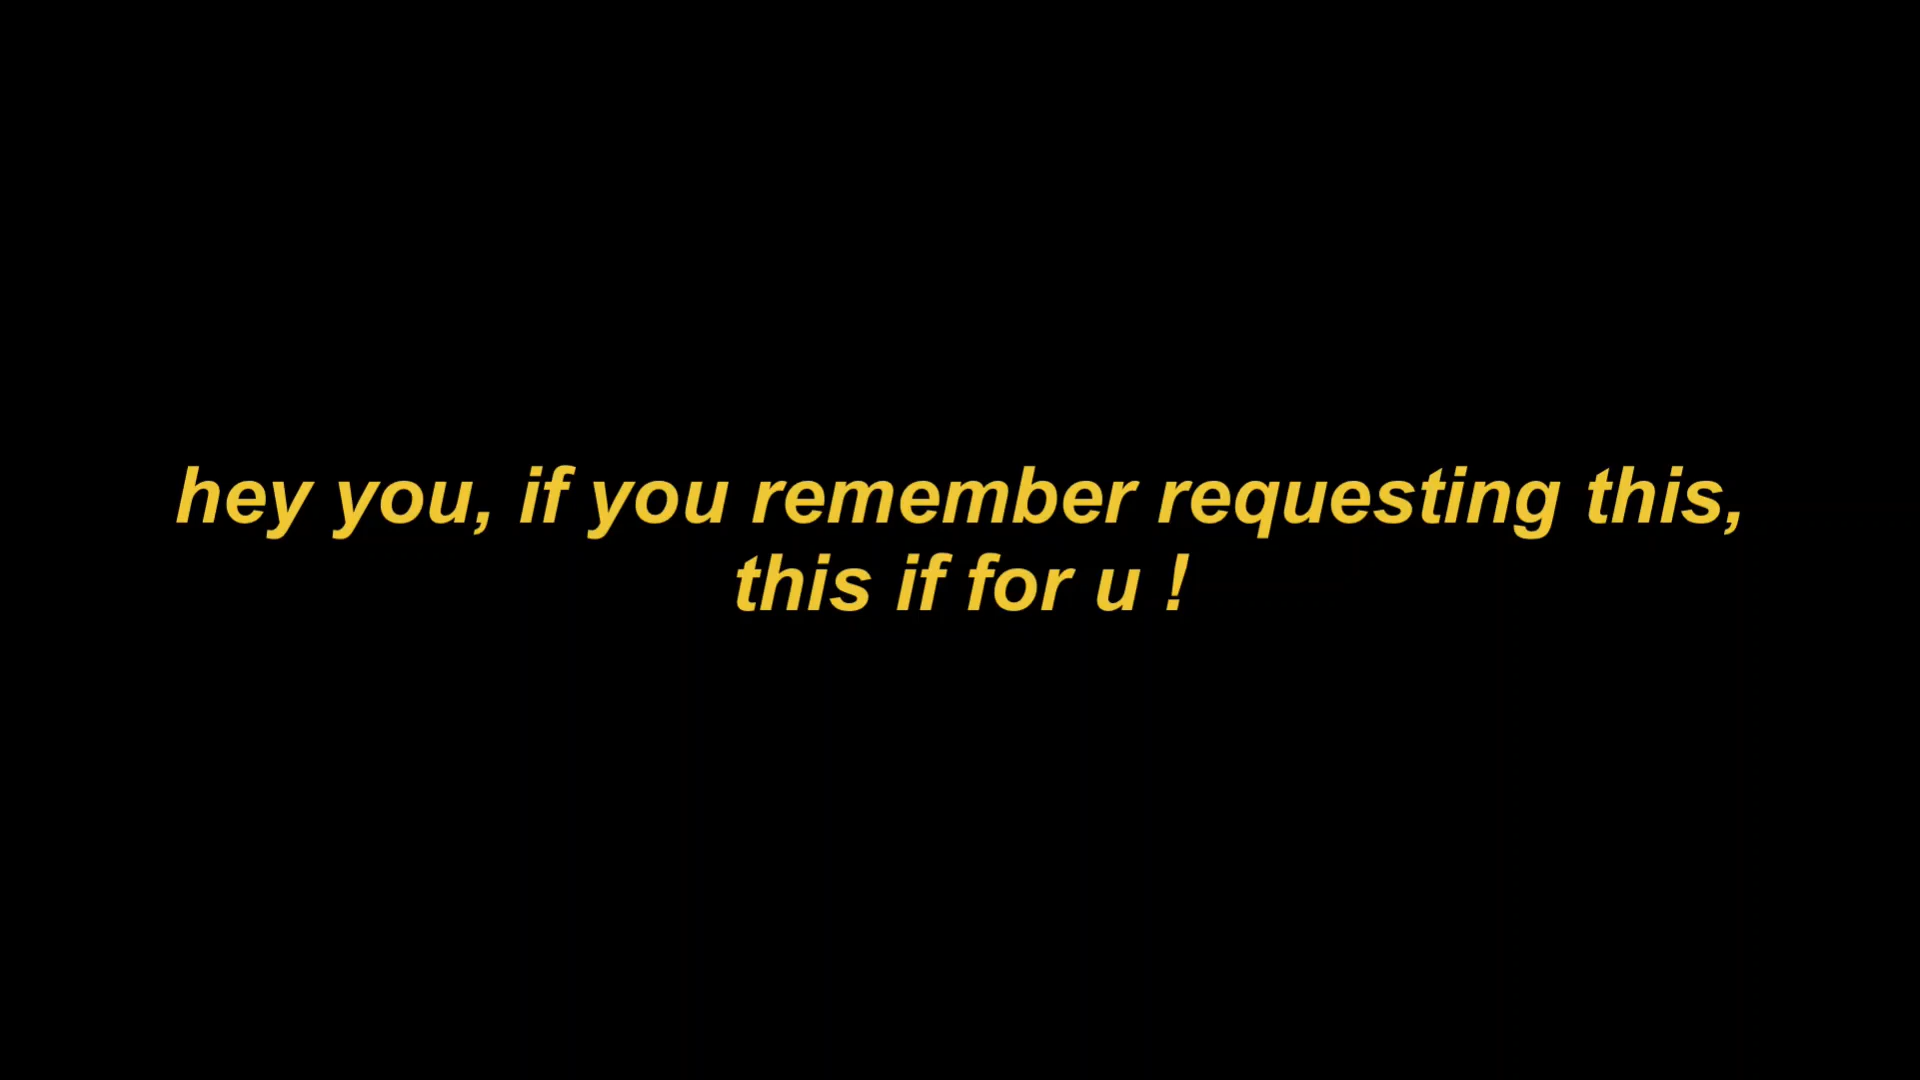 hey you, if you remember requesting this,
this if for u !